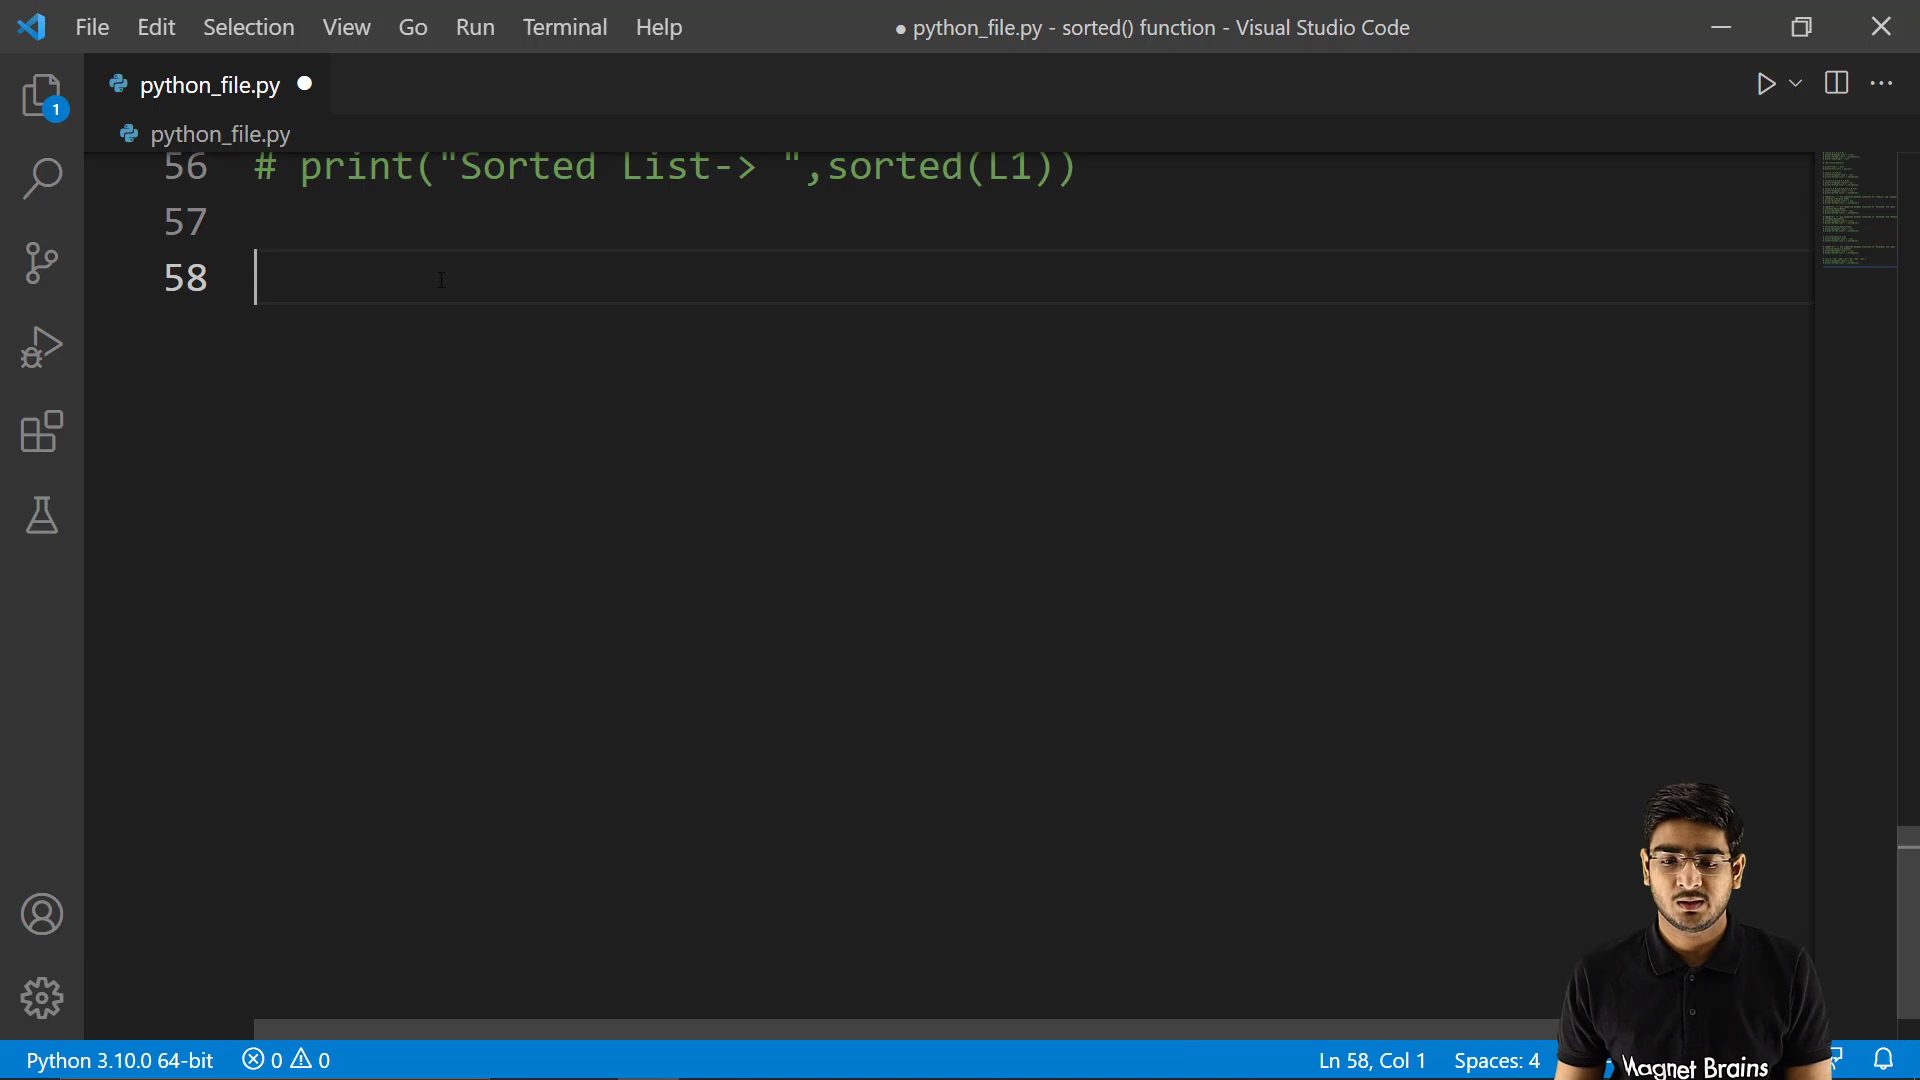 File Edit Selection View Go Run Terminal Help ● python_file.py - sorted() function - Visual Studio Code
python_file.py
1
python_file.py
56 # print("Sorted List-> ",sorted(L1))
57
58
Python 3.10.0 64-bit 0 0 Ln 58, Col 1 Spaces: 4
Magnet Brains